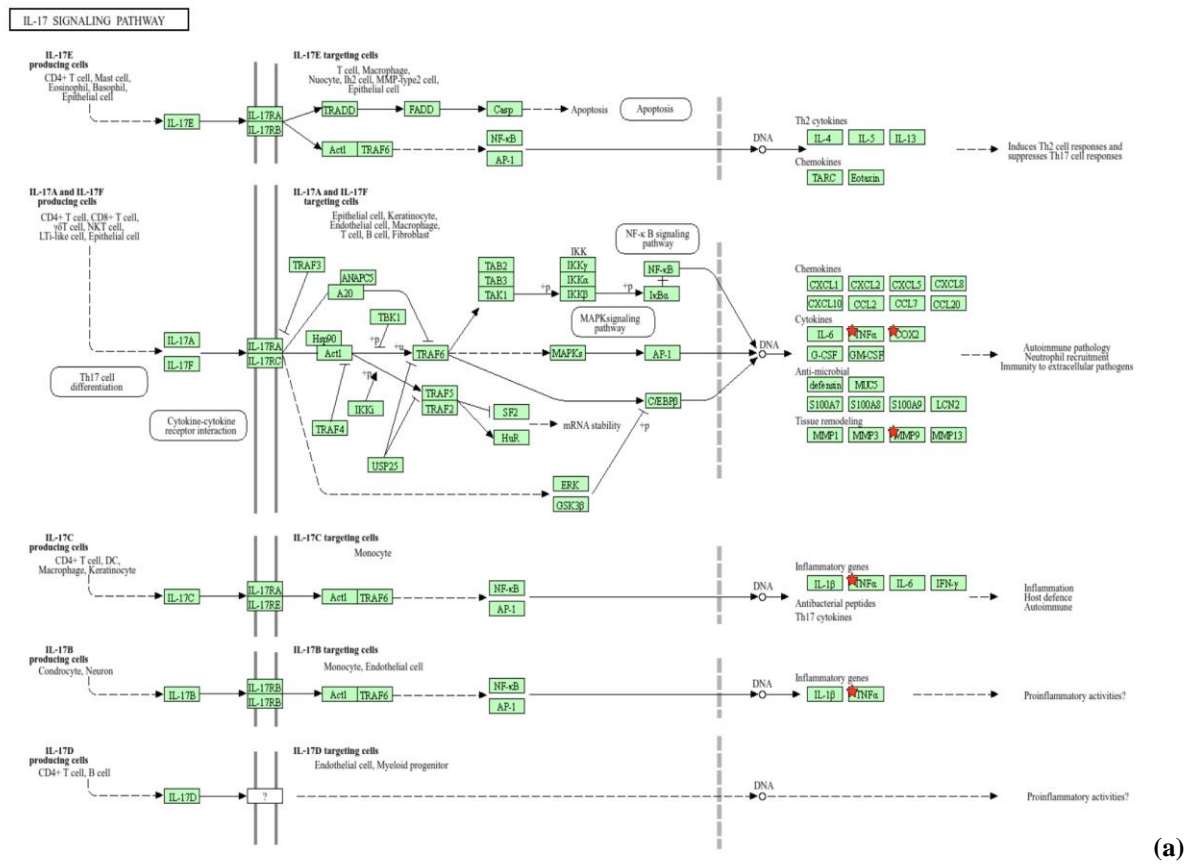 IL-17 SIGNALING PATHWAY
IL-17E
producing cells
CD4+ T cell, Mast cell,
Eosinophil, Basophil,
Epithelial cell
IL-17E
IL-17RA
IL-17RB
IL-17E targeting cells
T cell, Macrophage,
Nuocyte, Ih2 cell, MMP-type2 cell,
Epithelial cell
TRADD
FADD
Casp
Apoptosis
Apoptosis
Act1
TRAF6
NF-κB
AP-1
DNA
Th2 cytokines
IL-4
IL-5
IL-13
Chemokines
TARC
Eotaxin
Induces Th2 cell responses and
suppresses Th17 cell responses
IL-17A and IL-17F
producing cells
CD4+ T cell, CD8+ T cell,
γδT cell, NKT cell,
LTi-like cell, Epithelial cell
IL-17A
IL-17F
Th17 cell
differentiation
Cytokine-cytokine
receptor interaction
IL-17RA
IL-17RC
IL-17A and IL-17F
targeting cells
Epithelial cell, Keratinocyte,
Endothelial cell, Macrophage,
T cell, B cell, Fibroblast
TRAF3
ANAPC5
A20
TBK1
Hsp90
Act1
+p
+u
TRAF6
+p
IKKi
TRAF4
TRAF5
TRAF2
USP25
SF2
HuR
mRNA stability
TAB2
TAB3
TAK1
+p
IKK
IKKγ
IKKα
IKKβ
+p
NF-κB signaling
pathway
NF-κB
IκBα
MAPKsignaling
pathway
MAPKs
AP-1
C/EBPβ
+p
ERK
GSK3β
DNA
Chemokines
CXCL1
CXCL2
CXCL5
CXCL8
CXCL10
CCL2
CCL7
CCL20
Cytokines
IL-6
TNFα
COX2
G-CSF
GM-CSF
Anti-microbial
defensin
MUC5
S100A7
S100A8
S100A9
LCN2
Tissue remodeling
MMP1
MMP3
MMP9
MMP13
Autoimmune pathology
Neutrophil recruitment
Immunity to extracellular pathogens
IL-17C
producing cells
CD4+ T cell, DC,
Macrophage, Keratinocyte
IL-17C
IL-17RA
IL-17RE
IL-17C targeting cells
Monocyte
Act1
TRAF6
NF-κB
AP-1
DNA
Inflammatory genes
IL-1β
TNFα
IL-6
IFN-γ
Antibacterial peptides
Th17 cytokines
Inflammation
Host defence
Autoimmune
IL-17B
producing cells
Condrocyte, Neuron
IL-17B
IL-17RB
IL-17RB
IL-17B targeting cells
Monocyte, Endothelial cell
Act1
TRAF6
NF-κB
AP-1
DNA
Inflammatory genes
IL-1β
TNFα
Proinflammatory activities?
IL-17D
producing cells
CD4+ T cell, B cell
IL-17D
?
IL-17D targeting cells
Endothelial cell, Myeloid progenitor
DNA
Proinflammatory activities?
(a)